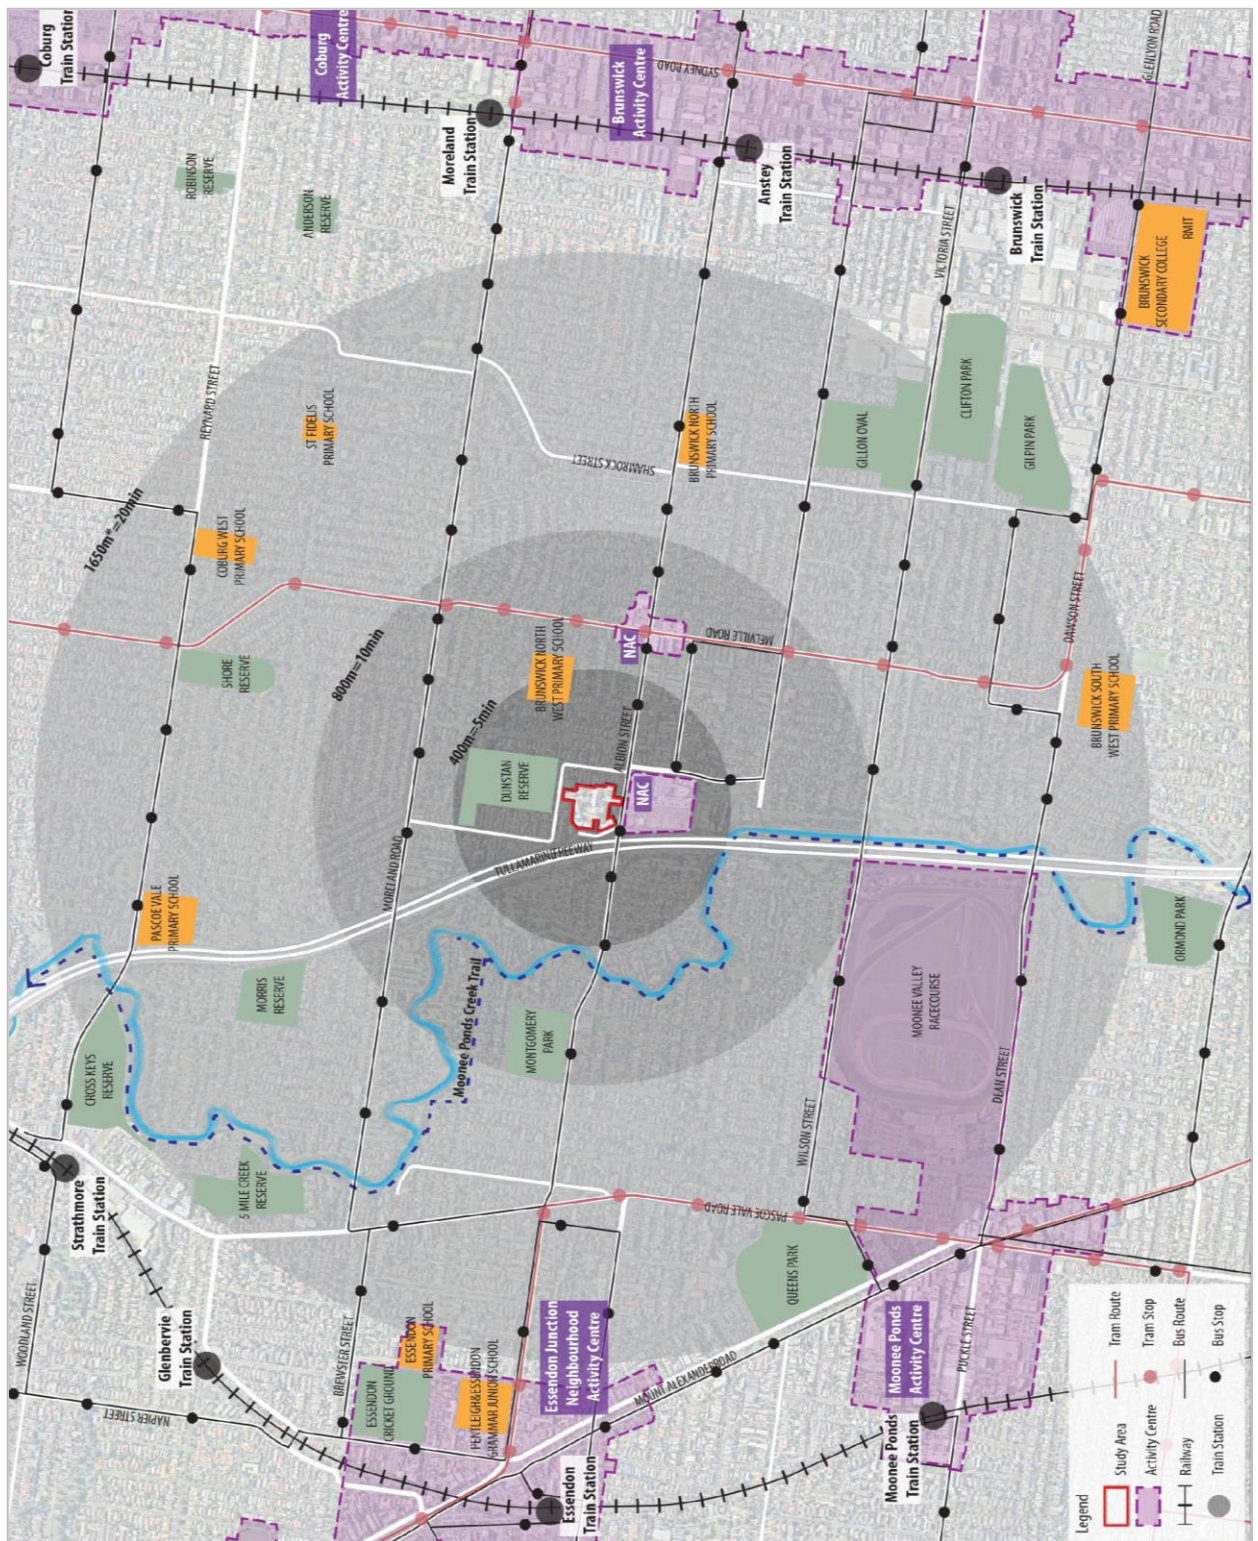 Coburg
Train Station
Coburg
Activity Centre
Moreland
Train Station
Brunswick
Activity Centre
SYDNEY ROAD
Anstey
Train Station
Brunswick
Train Station
GLENLYON ROAD
ROBINSON
RESERVE
ANDERSON
RESERVE
VICTORIA STREET
BRUNSWICK
SECONDARY COLLEGE
RMIT
REYNARD STREET
ST FIDELIS
PRIMARY SCHOOL
SHAMROCK STREET
BRUNSWICK NORTH
PRIMARY SCHOOL
GILLON OVAL
CLIFTON PARK
GILPIN PARK
1650m*=20min
COBURG WEST
PRIMARY SCHOOL
SHORE
RESERVE
800m=10min
BRUNSWICK NORTH
WEST PRIMARY SCHOOL
NAC
MELVILLE ROAD
DAWSON STREET
BRUNSWICK SOUTH
WEST PRIMARY SCHOOL
400m=5min
DUNSTAN
RESERVE
ALBION STREET
NAC
MORELAND ROAD
TULLAMARINE FREEWAY
PASCOE VALE
PRIMARY SCHOOL
MORRIS
RESERVE
CROSS KEYS
RESERVE
Moonee Ponds Creek Trail
MONTGOMERY
PARK
MOONEE VALLEY
RACECOURSE
ORMOND PARK
DEAN STREET
WILSON STREET
5 MILE CREEK
RESERVE
PASCOE VALE ROAD
QUEENS PARK
Strathmore
Train Station
WOODLAND STREET
Glenbervie
Train Station
NAPIER STREET
BREWSTER STREET
ESSENDON
PRIMARY SCHOOL
ESSENDON
CRICKET GROUND
PENTLEIGH&ESSENDON
GRAMMAR JUNIOR SCHOOL
Essendon Junction
Neighbourhood
Activity Centre
Essendon
Train Station
MOUNT ALEXANDER ROAD
Moonee Ponds
Activity Centre
Moonee Ponds
Train Station
PUCKLE STREET
Legend
Study Area
Activity Centre
Railway
Train Station
Tram Route
Tram Stop
Bus Route
Bus Stop